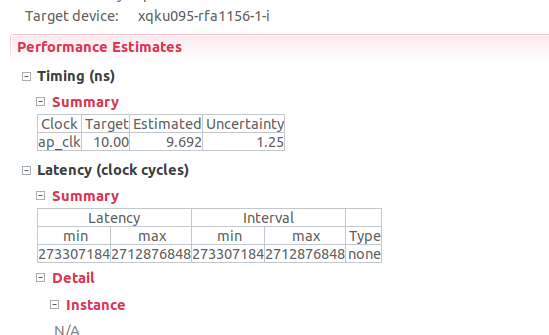 Target device: xqku095-rfa1156-1-i
Performance Estimates
Timing (ns)
Summary
Clock Target Estimated Uncertainty
ap_clk 10.00 9.692 1.25
Latency (clock cycles)
Summary
Latency Interval
min max min max Type
273307184 2712876848 273307184 2712876848 none
Detail
Instance
N/A